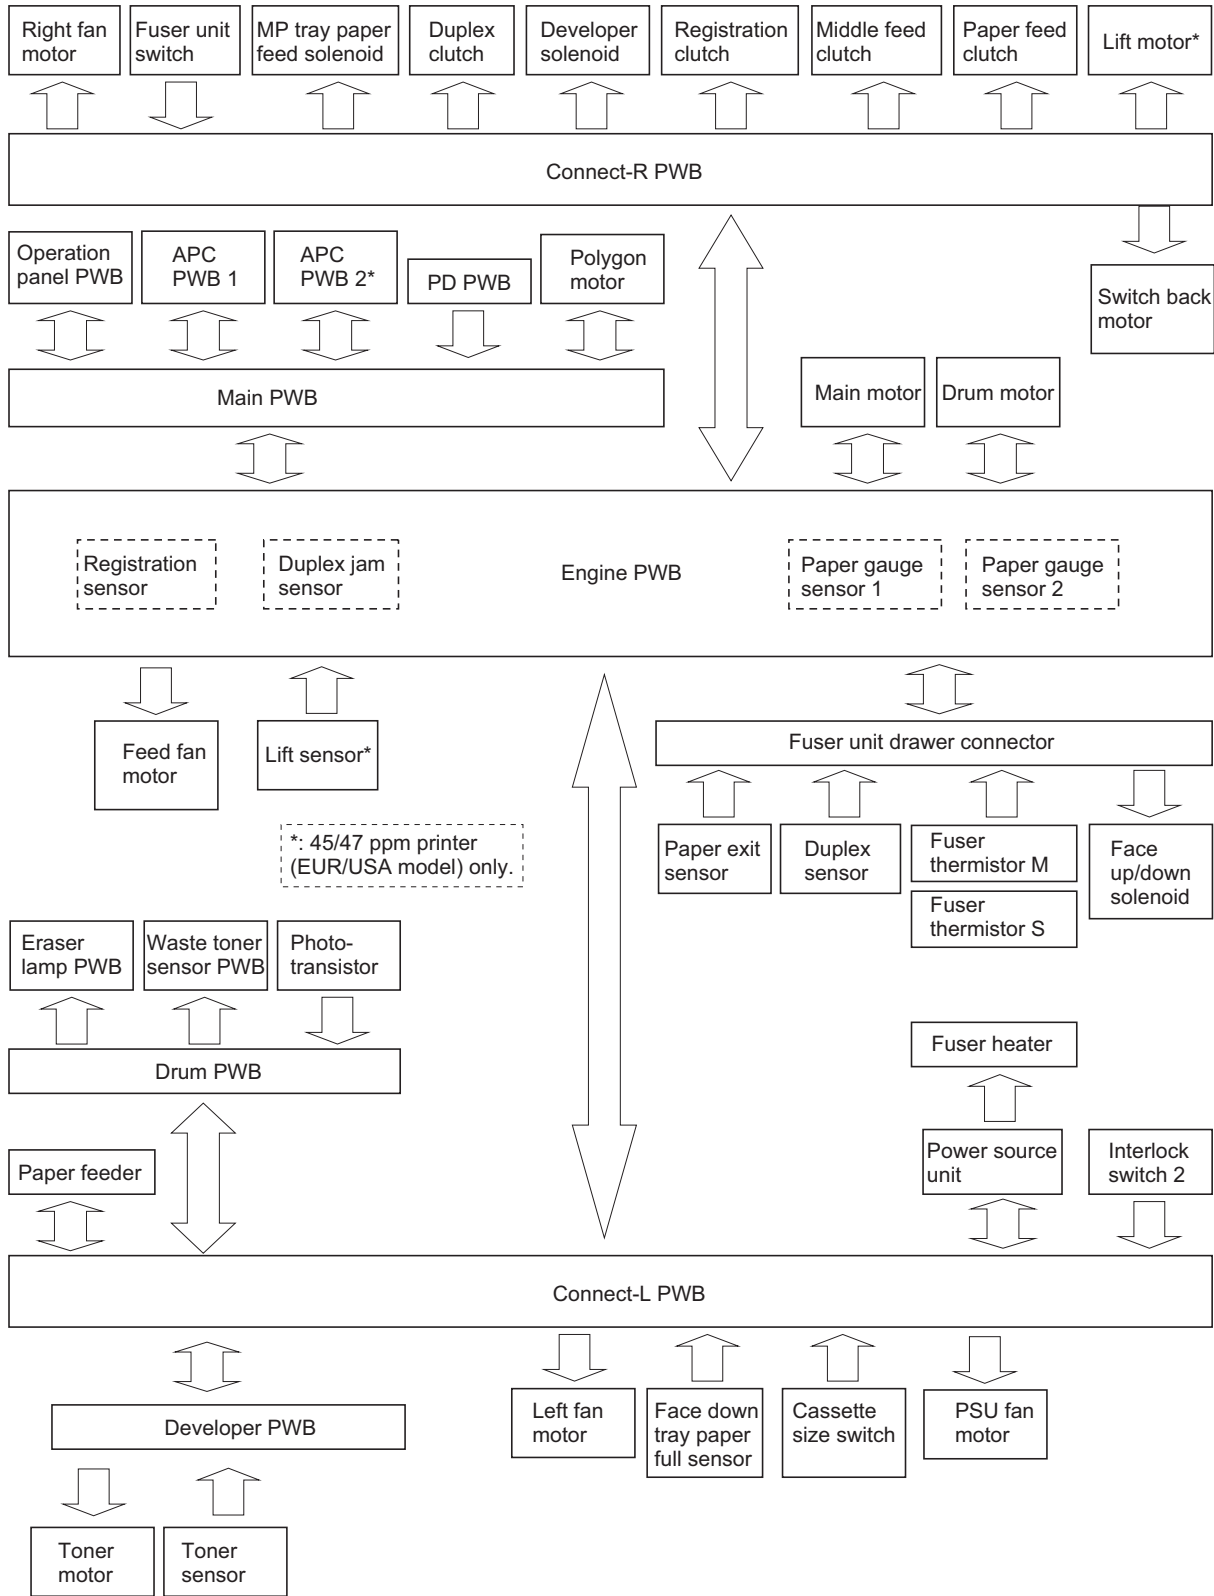 Right fan
motor
Fuser unit
switch
MP tray paper
feed solenoid
Duplex
clutch
Developer
solenoid
Registration
clutch
Middle feed
clutch
Paper feed
clutch
Lift motor*
Connect-R PWB
Operation
panel PWB
APC
PWB 1
APC
PWB 2*
PD PWB
Polygon
motor
Switch back
motor
Main PWB
Main motor
Drum motor
Registration
sensor
Duplex jam
sensor
Engine PWB
Paper gauge
sensor 1
Paper gauge
sensor 2
Feed fan
motor
Lift sensor*
Fuser unit drawer connector
*: 45/47 ppm printer
(EUR/USA model) only.
Paper exit
sensor
Duplex
sensor
Fuser
thermistor M
Fuser
thermistor S
Face
up/down
solenoid
Eraser
lamp PWB
Waste toner
sensor PWB
Photo-
transistor
Drum PWB
Fuser heater
Paper feeder
Power source
unit
Interlock
switch 2
Connect-L PWB
Developer PWB
Left fan
motor
Face down
tray paper
full sensor
Cassette
size switch
PSU fan
motor
Toner
motor
Toner
sensor